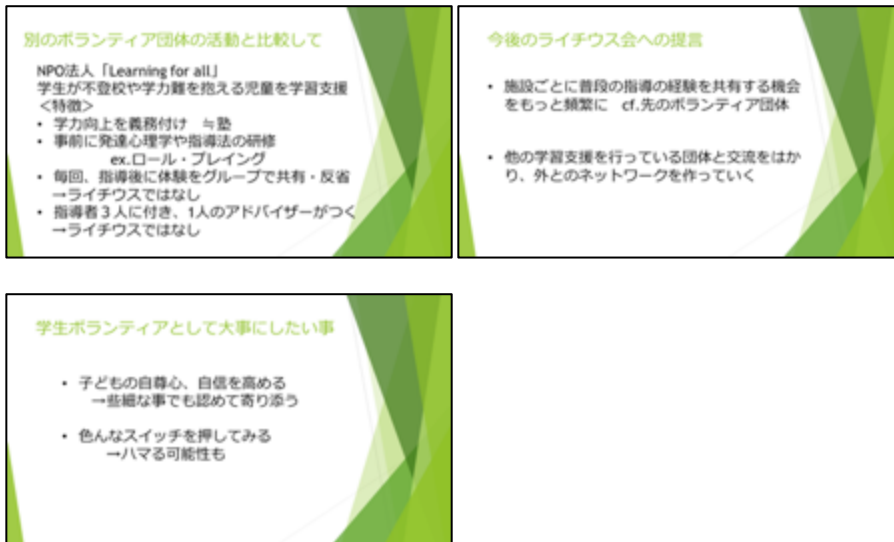 別のボランティア団体の活動と比較して
NPO法人「Learning for all」
学生が不登校や学力難を抱える児童を学習支援
＜特徴＞
• 学力向上を義務付け ≒塾
• 事前に発達心理学や指導法の研修
ex.ロール・プレイング
• 毎回、指導後に体験をグループで共有・反省
→ライチウスではなし
• 指導者３人に付き、1人のアドバイザーがつく
→ライチウスではなし
今後のライチウス会への提言
• 施設ごとに普段の指導の経験を共有する機会
をもっと頻繁に cf.先のボランティア団体
• 他の学習支援を行っている団体と交流をはか
り、外とのネットワークを作っていく
学生ボランティアとして大事にしたい事
• 子どもの自尊心、自信を高める
→些細な事でも認めて寄り添う
• 色んなスイッチを押してみる
→ハマる可能性も